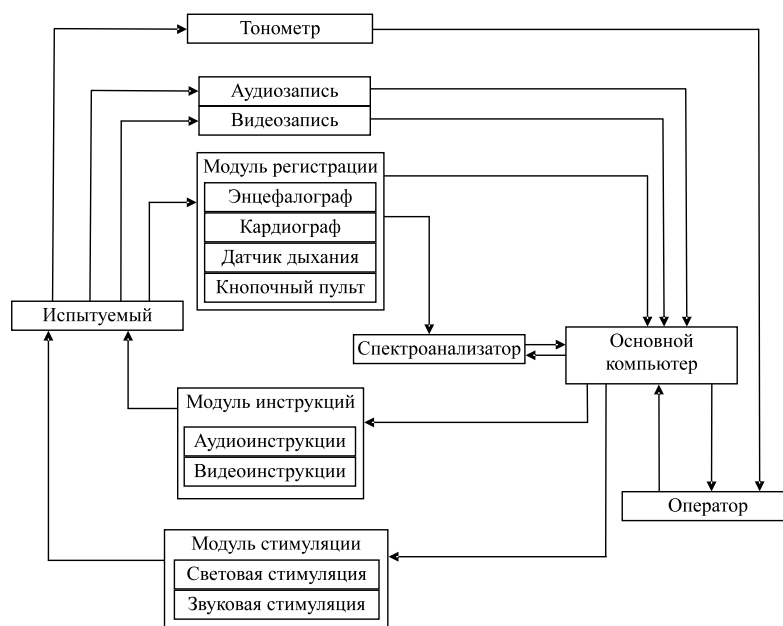 Тонометр
Аудиозапись
Видеозапись
Модуль регистрации
Энцефалограф
Кардиограф
Датчик дыхания
Кнопочный пульт
Испытуемый
Спектроанализатор
Основной
компьютер
Модуль инструкций
Аудиоинструкции
Видеоинструкции
Оператор
Модуль стимуляции
Световая стимуляция
Звуковая стимуляция